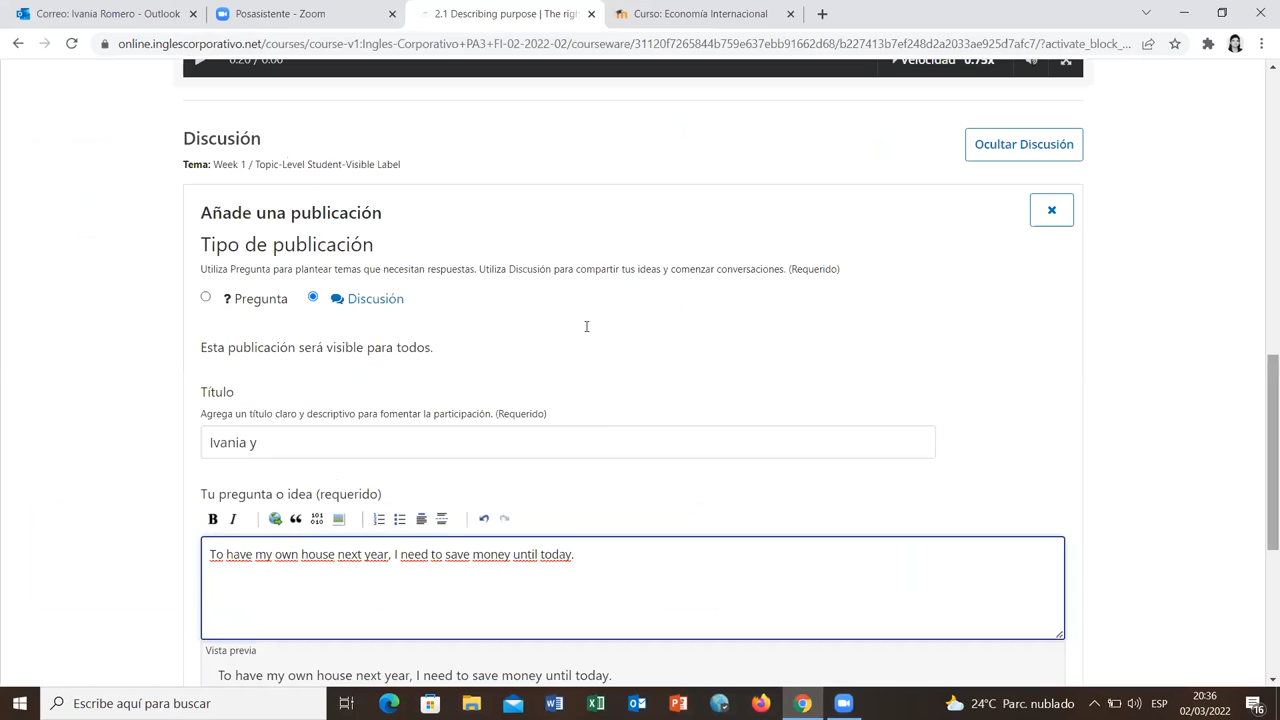 Correo: Ivania Romero - Outlook
Posasistente - Zoom
2.1 Describing purpose | The righ
Curso: Economía Internacional
online.inglescorporativo.net/courses/course-v1:Ingles-Corporativo+PA3+FI-02-2022-02/courseware/31120f7265844b759e637ebb91662d68/b227413b7ef248d2a2033ae925d7afc7/?activate_block_...
0:20 / 0:00
Velocidad 0.75x
Discusión
Ocultar Discusión
Tema: Week 1 / Topic-Level Student-Visible Label
Añade una publicación
Tipo de publicación
Utiliza Pregunta para plantear temas que necesitan respuestas. Utiliza Discusión para compartir tus ideas y comenzar conversaciones. (Requerido)
? Pregunta
Discusión
Esta publicación será visible para todos.
Título
Agrega un título claro y descriptivo para fomentar la participación. (Requerido)
Ivania y
Tu pregunta o idea (requerido)
B I
To have my own house next year, I need to save money until today.
Vista previa
To have my own house next year, I need to save money until today.
Escribe aquí para buscar
24°C Parc. nublado
ESP
20:36
02/03/2022
16